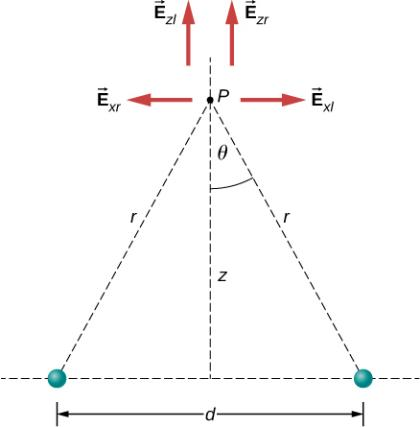 E⃗zl E⃗zr
E⃗xr P E⃗xl
θ
r r
z
d